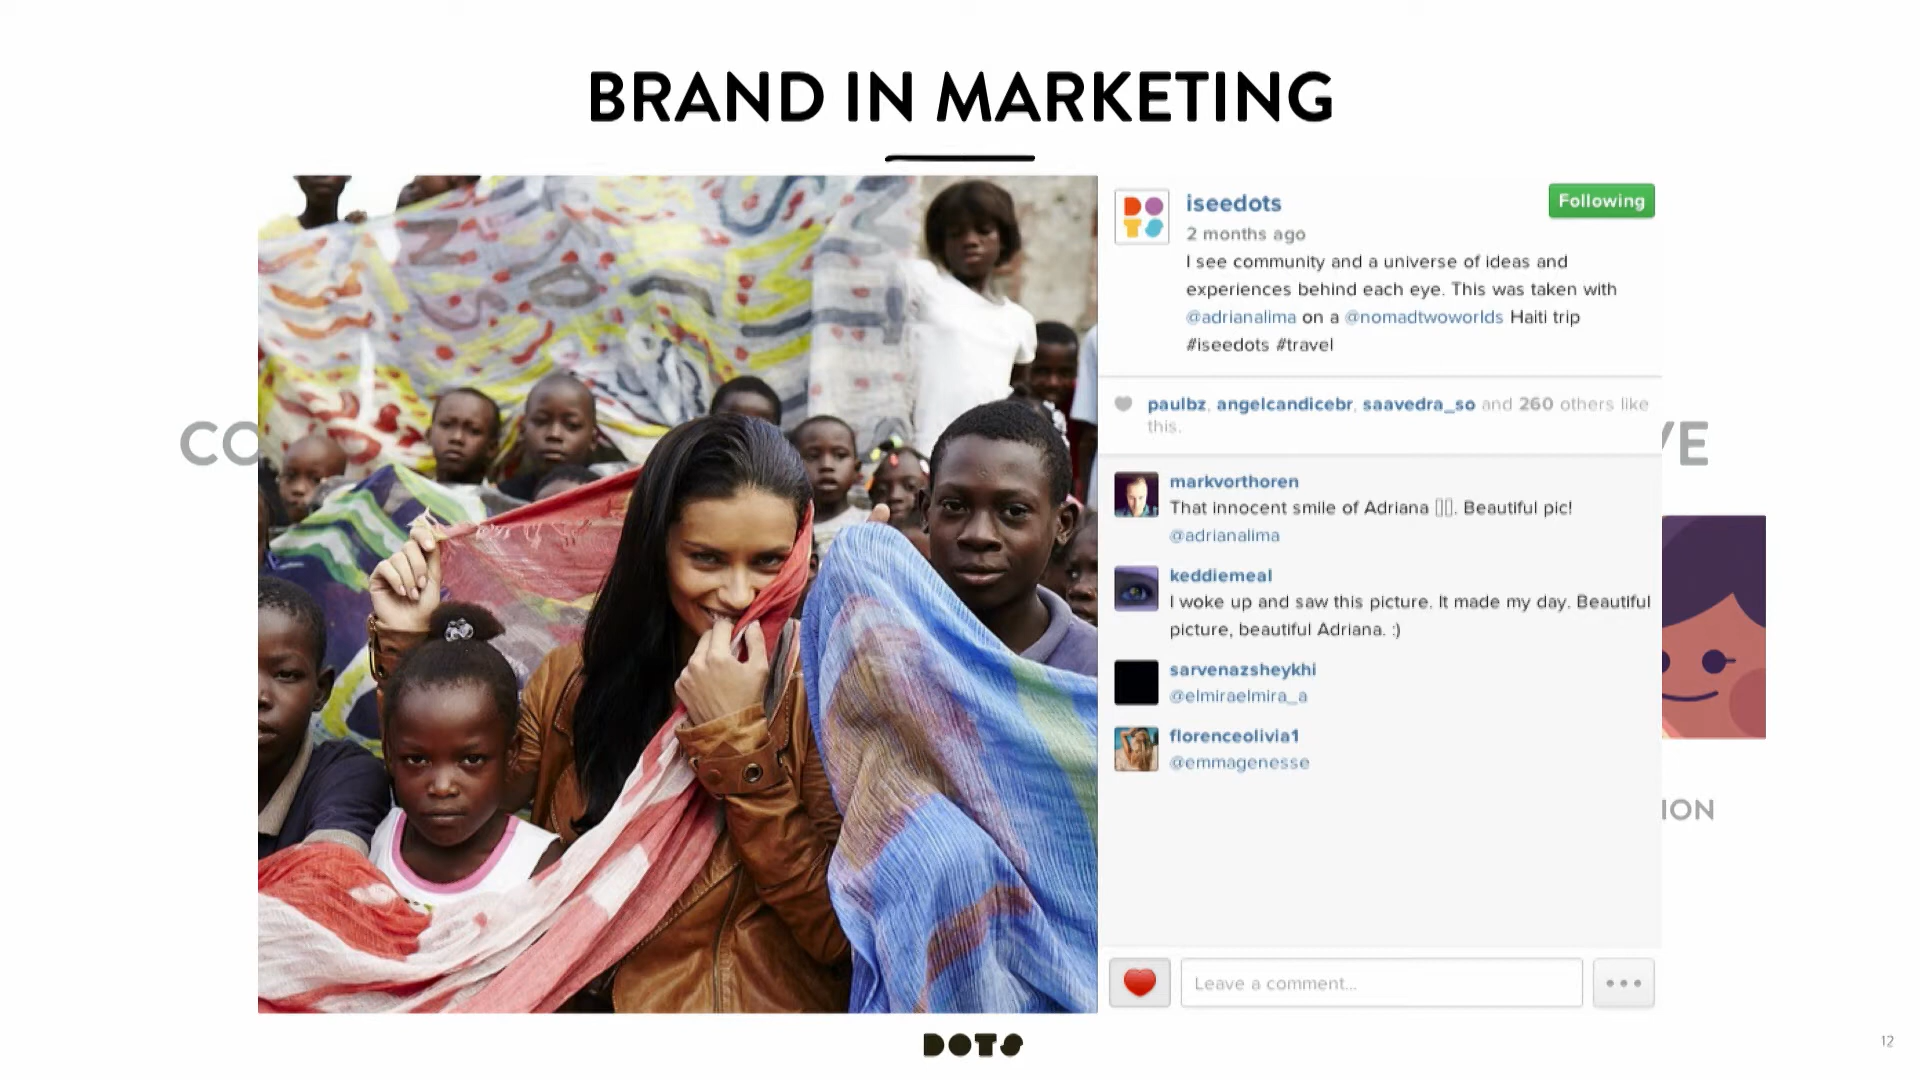 BRAND IN MARKETING
iseedots
Following
2 months ago
I see community and a universe of ideas and
experiences behind each eye. This was taken with
@adrianalima on a @nomadtwoworlds Haiti trip
#iseedots #travel
paulbz, angelcandicebr, saavedra_so and 260 others like
this.
CO
VE
markvorthoren
That innocent smile of Adriana. Beautiful pic!
@adrianalima
keddiemeal
I woke up and saw this picture. It made my day. Beautiful
picture, beautiful Adriana. :)
sarvenazsheykhi
@elmiraelmira_a
florenceolivia1
@emmagenesse
ION
Leave a comment...
DOTS
12